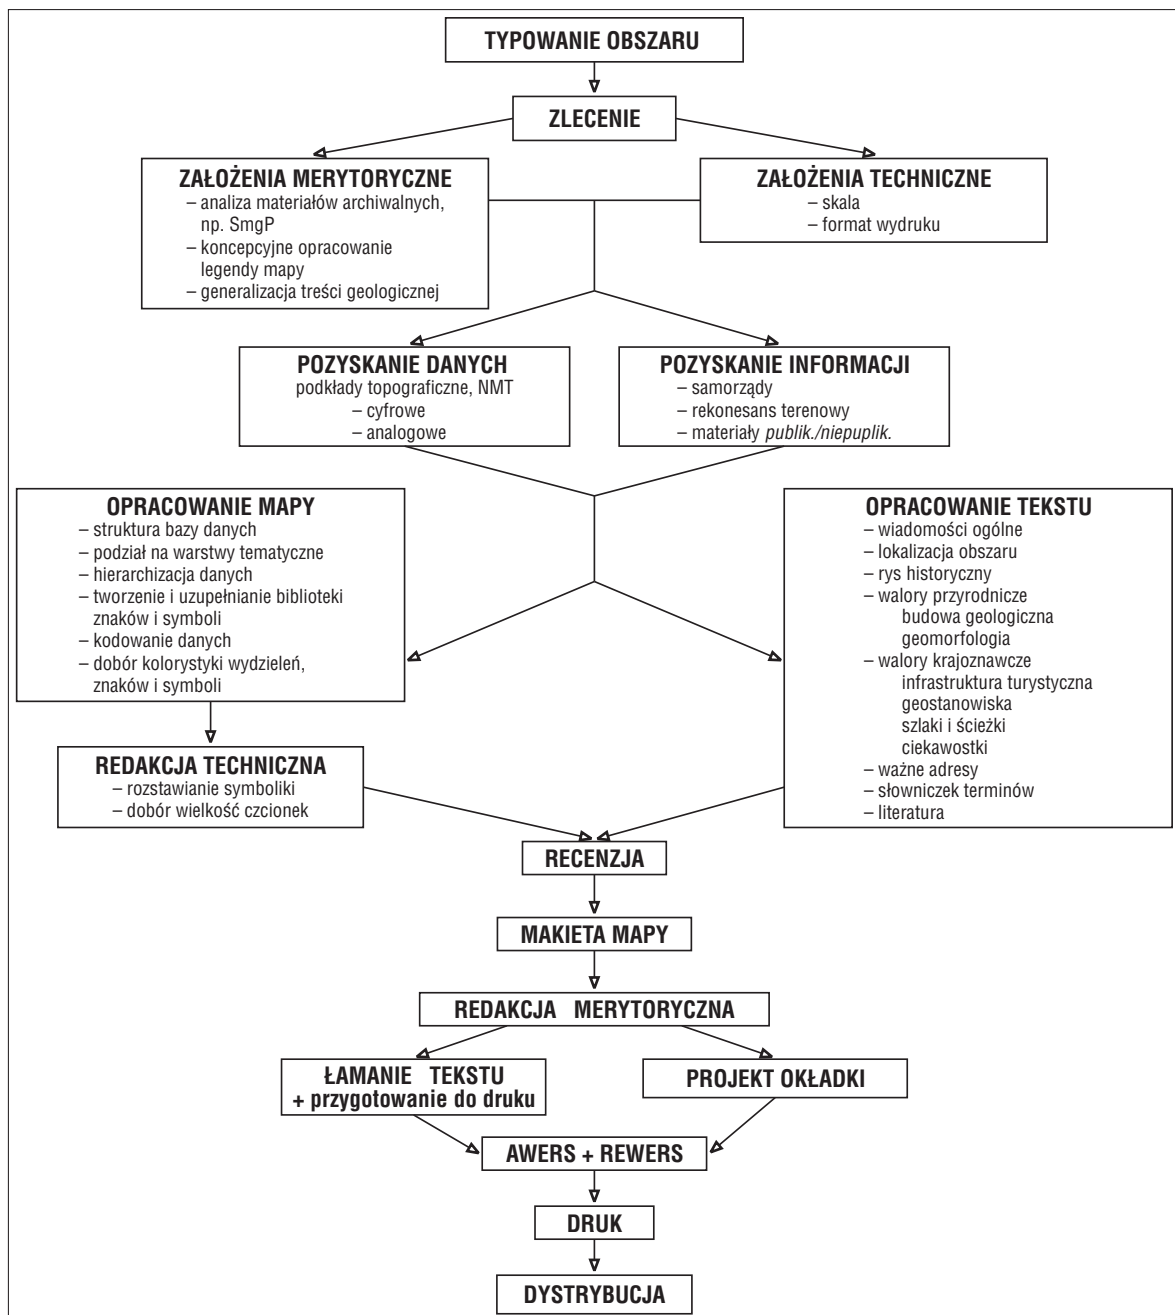 TYPOWANIE OBSZARU
ZLECENIE
ZAŁOŻENIA MERYTORYCZNE
– analiza materiałów archiwalnych,
np. SmgP
– koncepcyjne opracowanie
legendy mapy
– generalizacja treści geologicznej
ZAŁOŻENIA TECHNICZNE
– skala
– format wydruku
POZYSKANIE DANYCH
podkłady topograficzne, NMT
– cyfrowe
– analogowe
POZYSKANIE INFORMACJI
– samorządy
– rekonesans terenowy
– materiały publik./niepuplik.
OPRACOWANIE MAPY
– struktura bazy danych
– podział na warstwy tematyczne
– hierarchizacja danych
– tworzenie i uzupełnianie biblioteki
znaków i symboli
– kodowanie danych
– dobór kolorystyki wydzieleń,
znaków i symboli
OPRACOWANIE TEKSTU
– wiadomości ogólne
– lokalizacja obszaru
– rys historyczny
– walory przyrodnicze
budowa geologiczna
geomorfologia
– walory krajoznawcze
infrastruktura turystyczna
geostanowiska
szlaki i ścieżki
ciekawostki
– ważne adresy
– słowniczek terminów
– literatura
REDAKCJA TECHNICZNA
– rozstawianie symboliki
– dobór wielkość czcionek
RECENZJA
MAKIETA MAPY
REDAKCJA MERYTORYCZNA
ŁAMANIE TEKSTU
+ przygotowanie do druku
PROJEKT OKŁADKI
AWERS + REWERS
DRUK
DYSTRYBUCJA